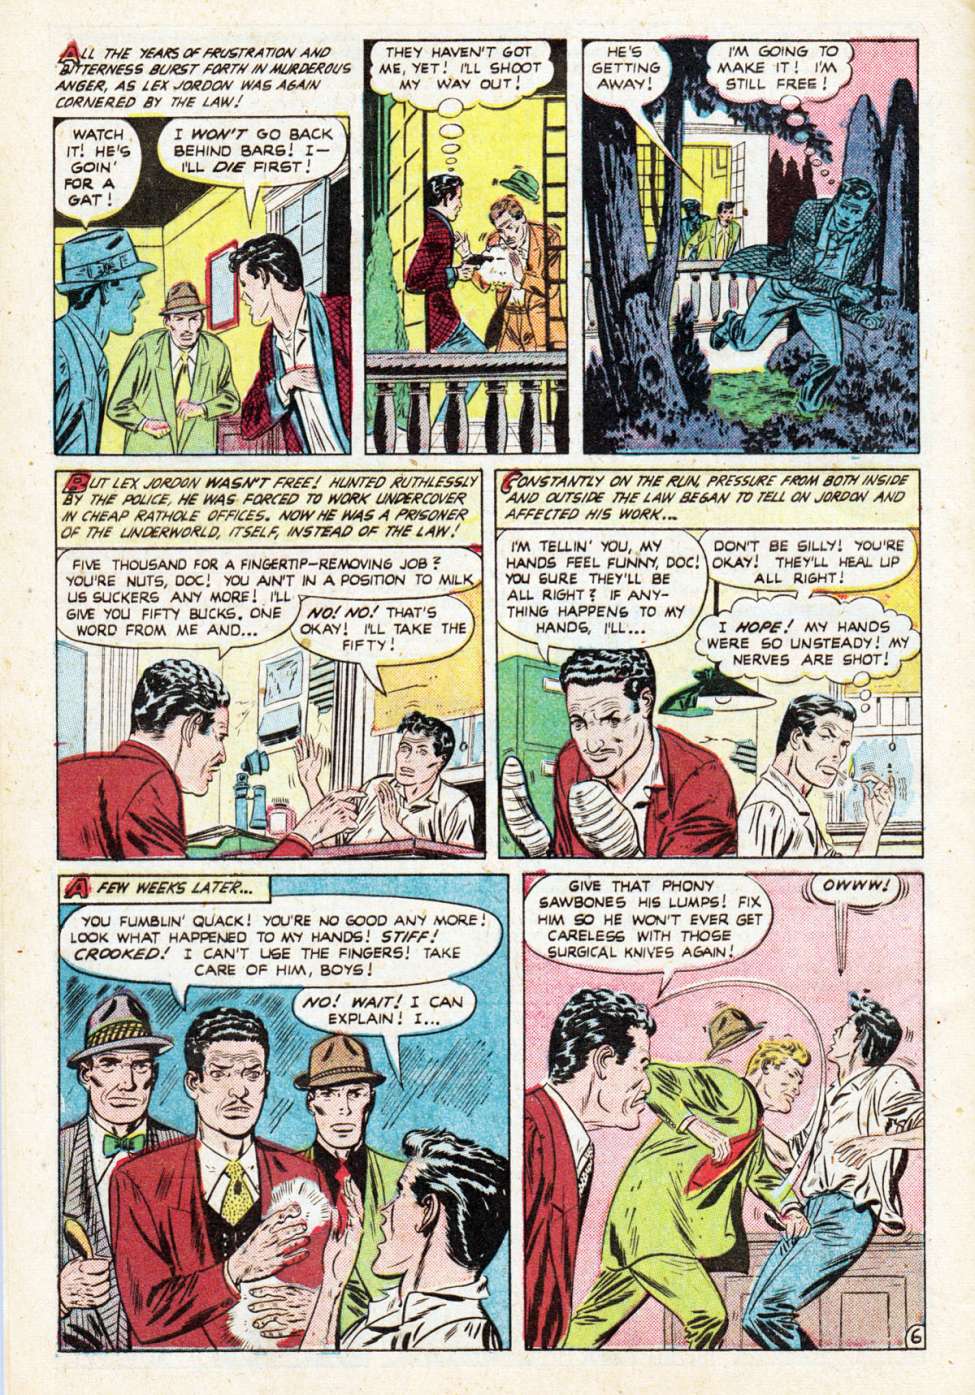 ALL THE YEARS OF FRUSTRATION AND
BITTERNESS BURST FORTH IN MURDEROUS
ANGER, AS LEX JORDON WAS AGAIN
CORNERED BY THE LAW!
WATCH
IT! HE'S
GOIN'
FOR A
GAT!
I WON'T GO BACK
BEHIND BARS! I—
I'LL DIE FIRST!
THEY HAVEN'T GOT
ME, YET! I'LL SHOOT
MY WAY OUT!
HE'S
GETTING
AWAY!
I'M GOING TO
MAKE IT! I'M
STILL FREE!
BUT LEX JORDON WASN'T FREE! HUNTED RUTHLESSLY
BY THE POLICE, HE WAS FORCED TO WORK UNDERCOVER
IN CHEAP RATHOLE OFFICES. NOW HE WAS A PRISONER
OF THE UNDERWORLD, ITSELF, INSTEAD OF THE LAW!
FIVE THOUSAND FOR A FINGERTIP-REMOVING JOB?
YOU'RE NUTS, DOC! YOU AIN'T IN A POSITION TO MILK
US SUCKERS ANY MORE! I'LL
GIVE YOU FIFTY BUCKS. ONE
WORD FROM ME AND...
NO! NO! THAT'S
OKAY! I'LL TAKE THE
FIFTY!
CONSTANTLY ON THE RUN, PRESSURE FROM BOTH INSIDE
AND OUTSIDE THE LAW BEGAN TO TELL ON JORDON AND
AFFECTED HIS WORK...
I'M TELLIN' YOU, MY
HANDS FEEL FUNNY, DOC!
YOU SURE THEY'LL BE
ALL RIGHT? IF ANY-
THING HAPPENS TO MY
HANDS, I'LL...
DON'T BE SILLY! YOU'RE
OKAY! THEY'LL HEAL UP
ALL RIGHT!
I HOPE! MY HANDS
WERE SO UNSTEADY! MY
NERVES ARE SHOT!
A FEW WEEKS LATER...
YOU FUMBLIN' QUACK! YOU'RE NO GOOD ANY MORE!
LOOK WHAT HAPPENED TO MY HANDS! STIFF!
CROOKED! I CAN'T USE THE FINGERS! TAKE
CARE OF HIM, BOYS!
NO! WAIT! I CAN
EXPLAIN! I...
GIVE THAT PHONY
SAWBONES HIS LUMPS! FIX
HIM SO HE WON'T EVER GET
CARELESS WITH THOSE
SURGICAL KNIVES AGAIN!
OWWW!
6